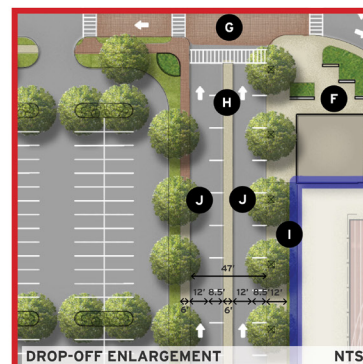 G
F
H
J
J
I
47'
12' 8.5' 12' 8.5' 12'
6' 6'
DROP-OFF ENLARGEMENT NTS